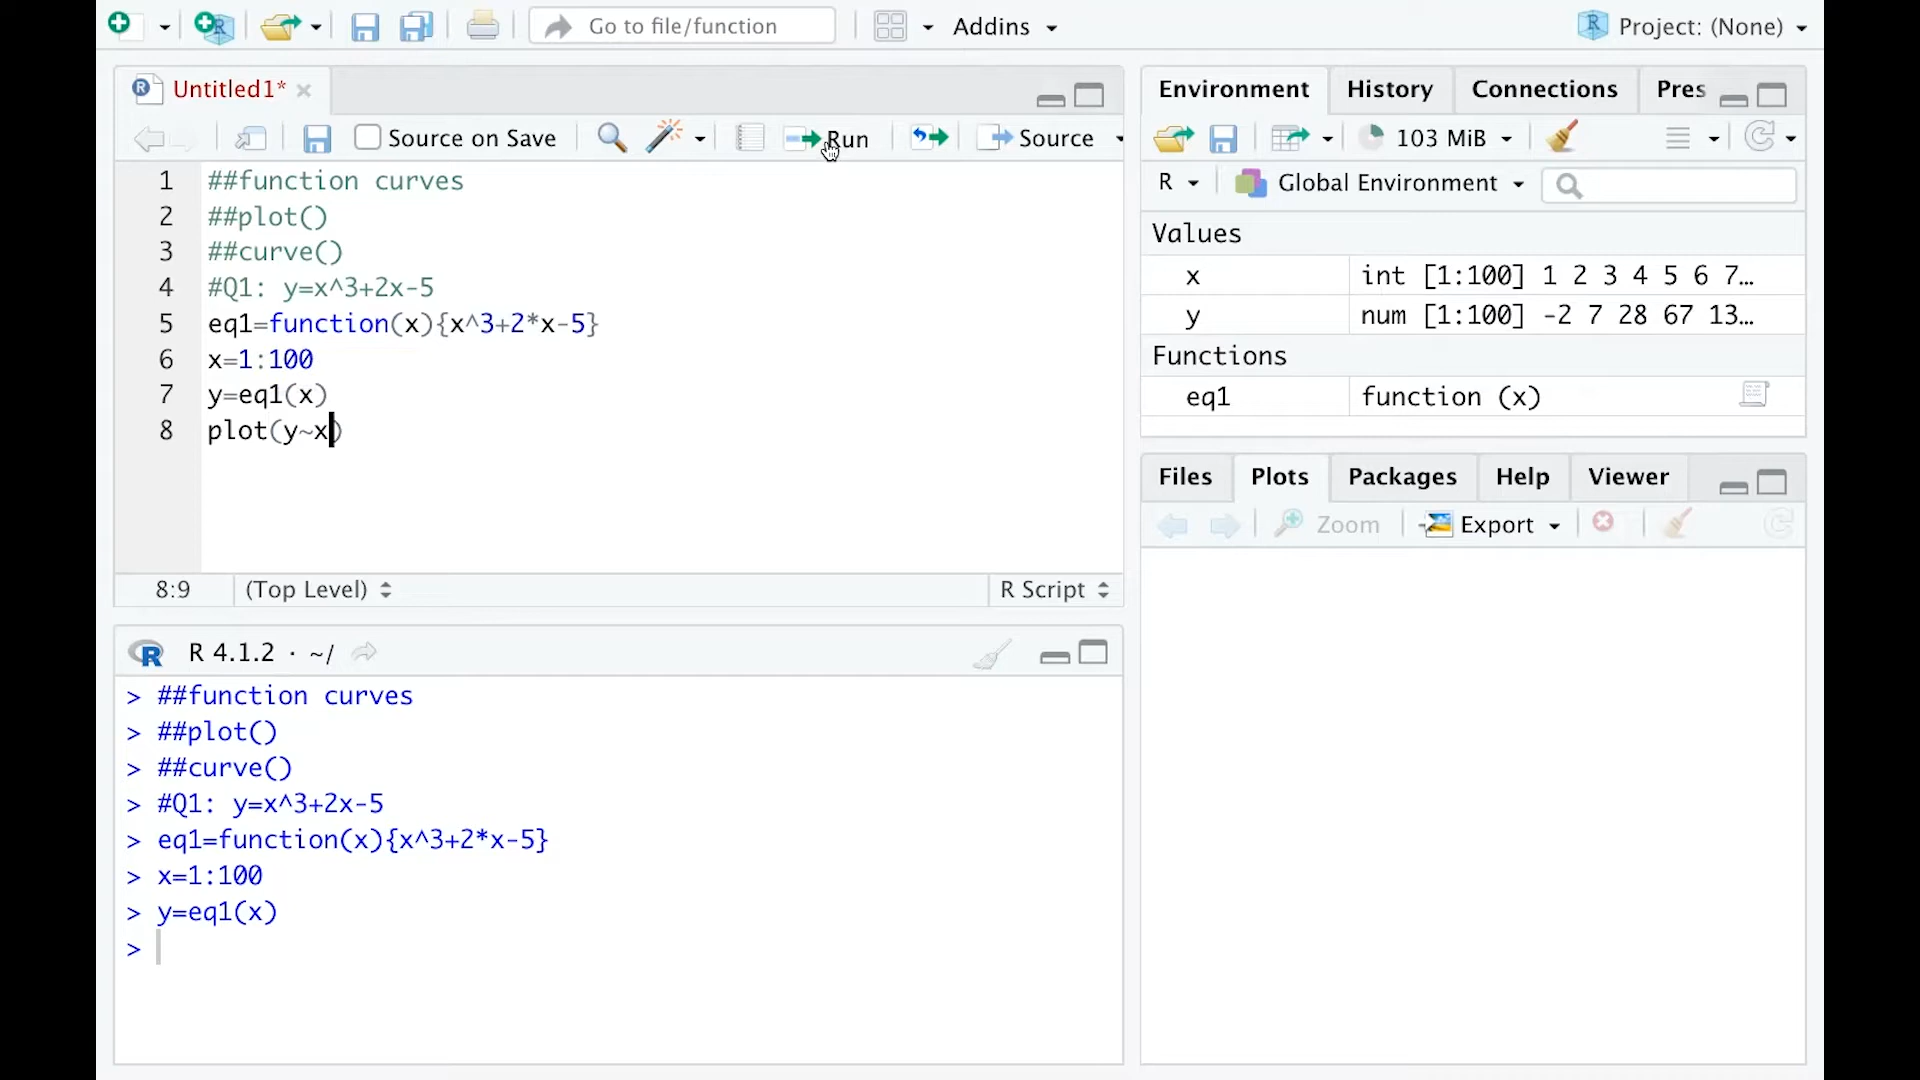 Go to file/function
Addins
Project: (None)
Untitled1*
Source on Save
Run
Source
1 ##function curves
2 ##plot()
3 ##curve()
4 #Q1: y=x^3+2x-5
5 eq1=function(x){x^3+2*x-5}
6 x=1:100
7 y=eq1(x)
8 plot(y~x)
8:9 (Top Level) R Script
R 4.1.2 · ~/
> ##function curves
> ##plot()
> ##curve()
> #Q1: y=x^3+2x-5
> eq1=function(x){x^3+2*x-5}
> x=1:100
> y=eq1(x)
>
Environment History Connections Pres
103 MiB
R Global Environment
Values
x int [1:100] 1 2 3 4 5 6 7…
y num [1:100] -2 7 28 67 13…
Functions
eq1 function (x)
Files Plots Packages Help Viewer
Zoom Export